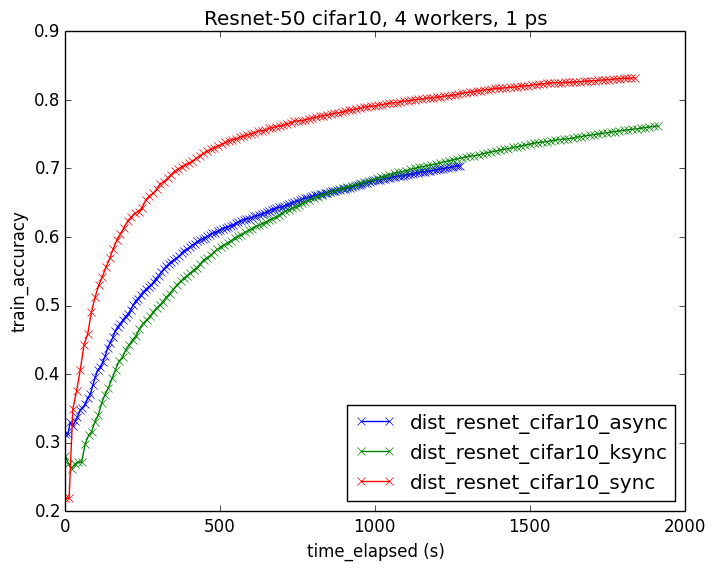 Resnet-50 cifar10, 4 workers, 1 ps
0.9
0.8
0.7
0.6
0.5
0.4
0.3
0.2
train_accuracy
dist_resnet_cifar10_async
dist_resnet_cifar10_ksync
dist_resnet_cifar10_sync
0 500 1000 1500 2000
time_elapsed (s)